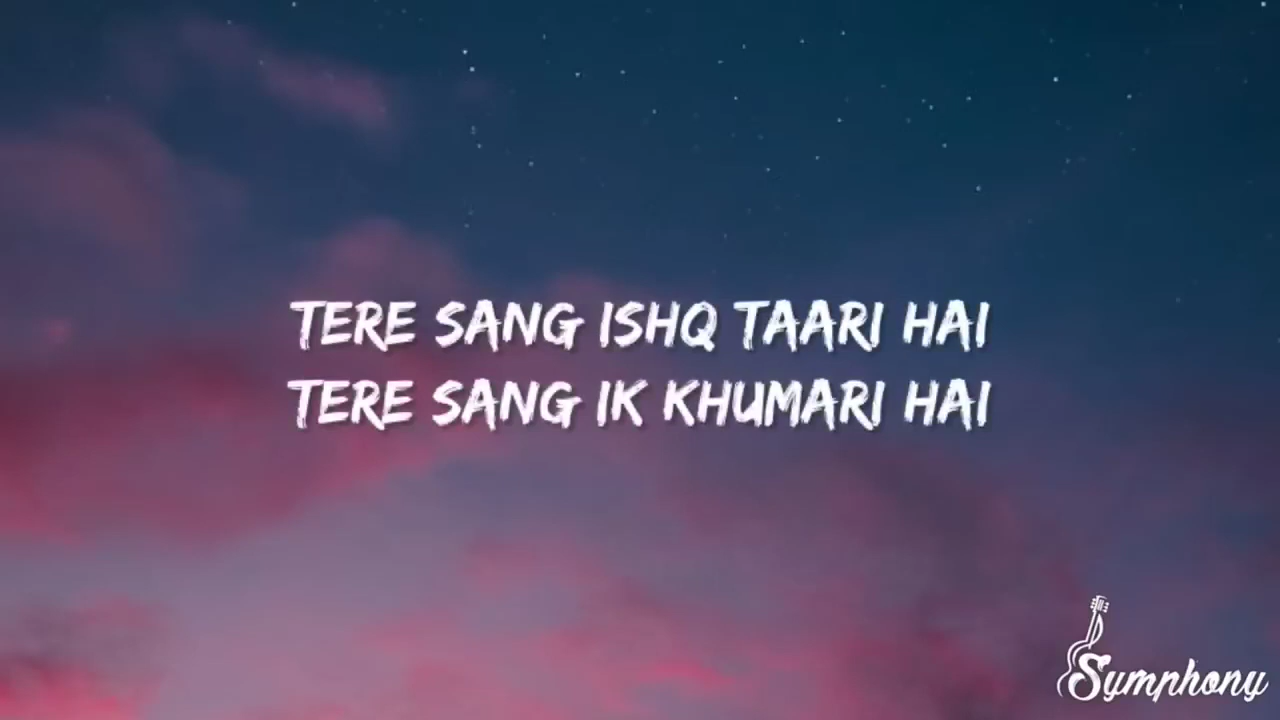 TERE SANG ISHQ TAARI HAI
TERE SANG IK KHUMARI HAI
Symphony